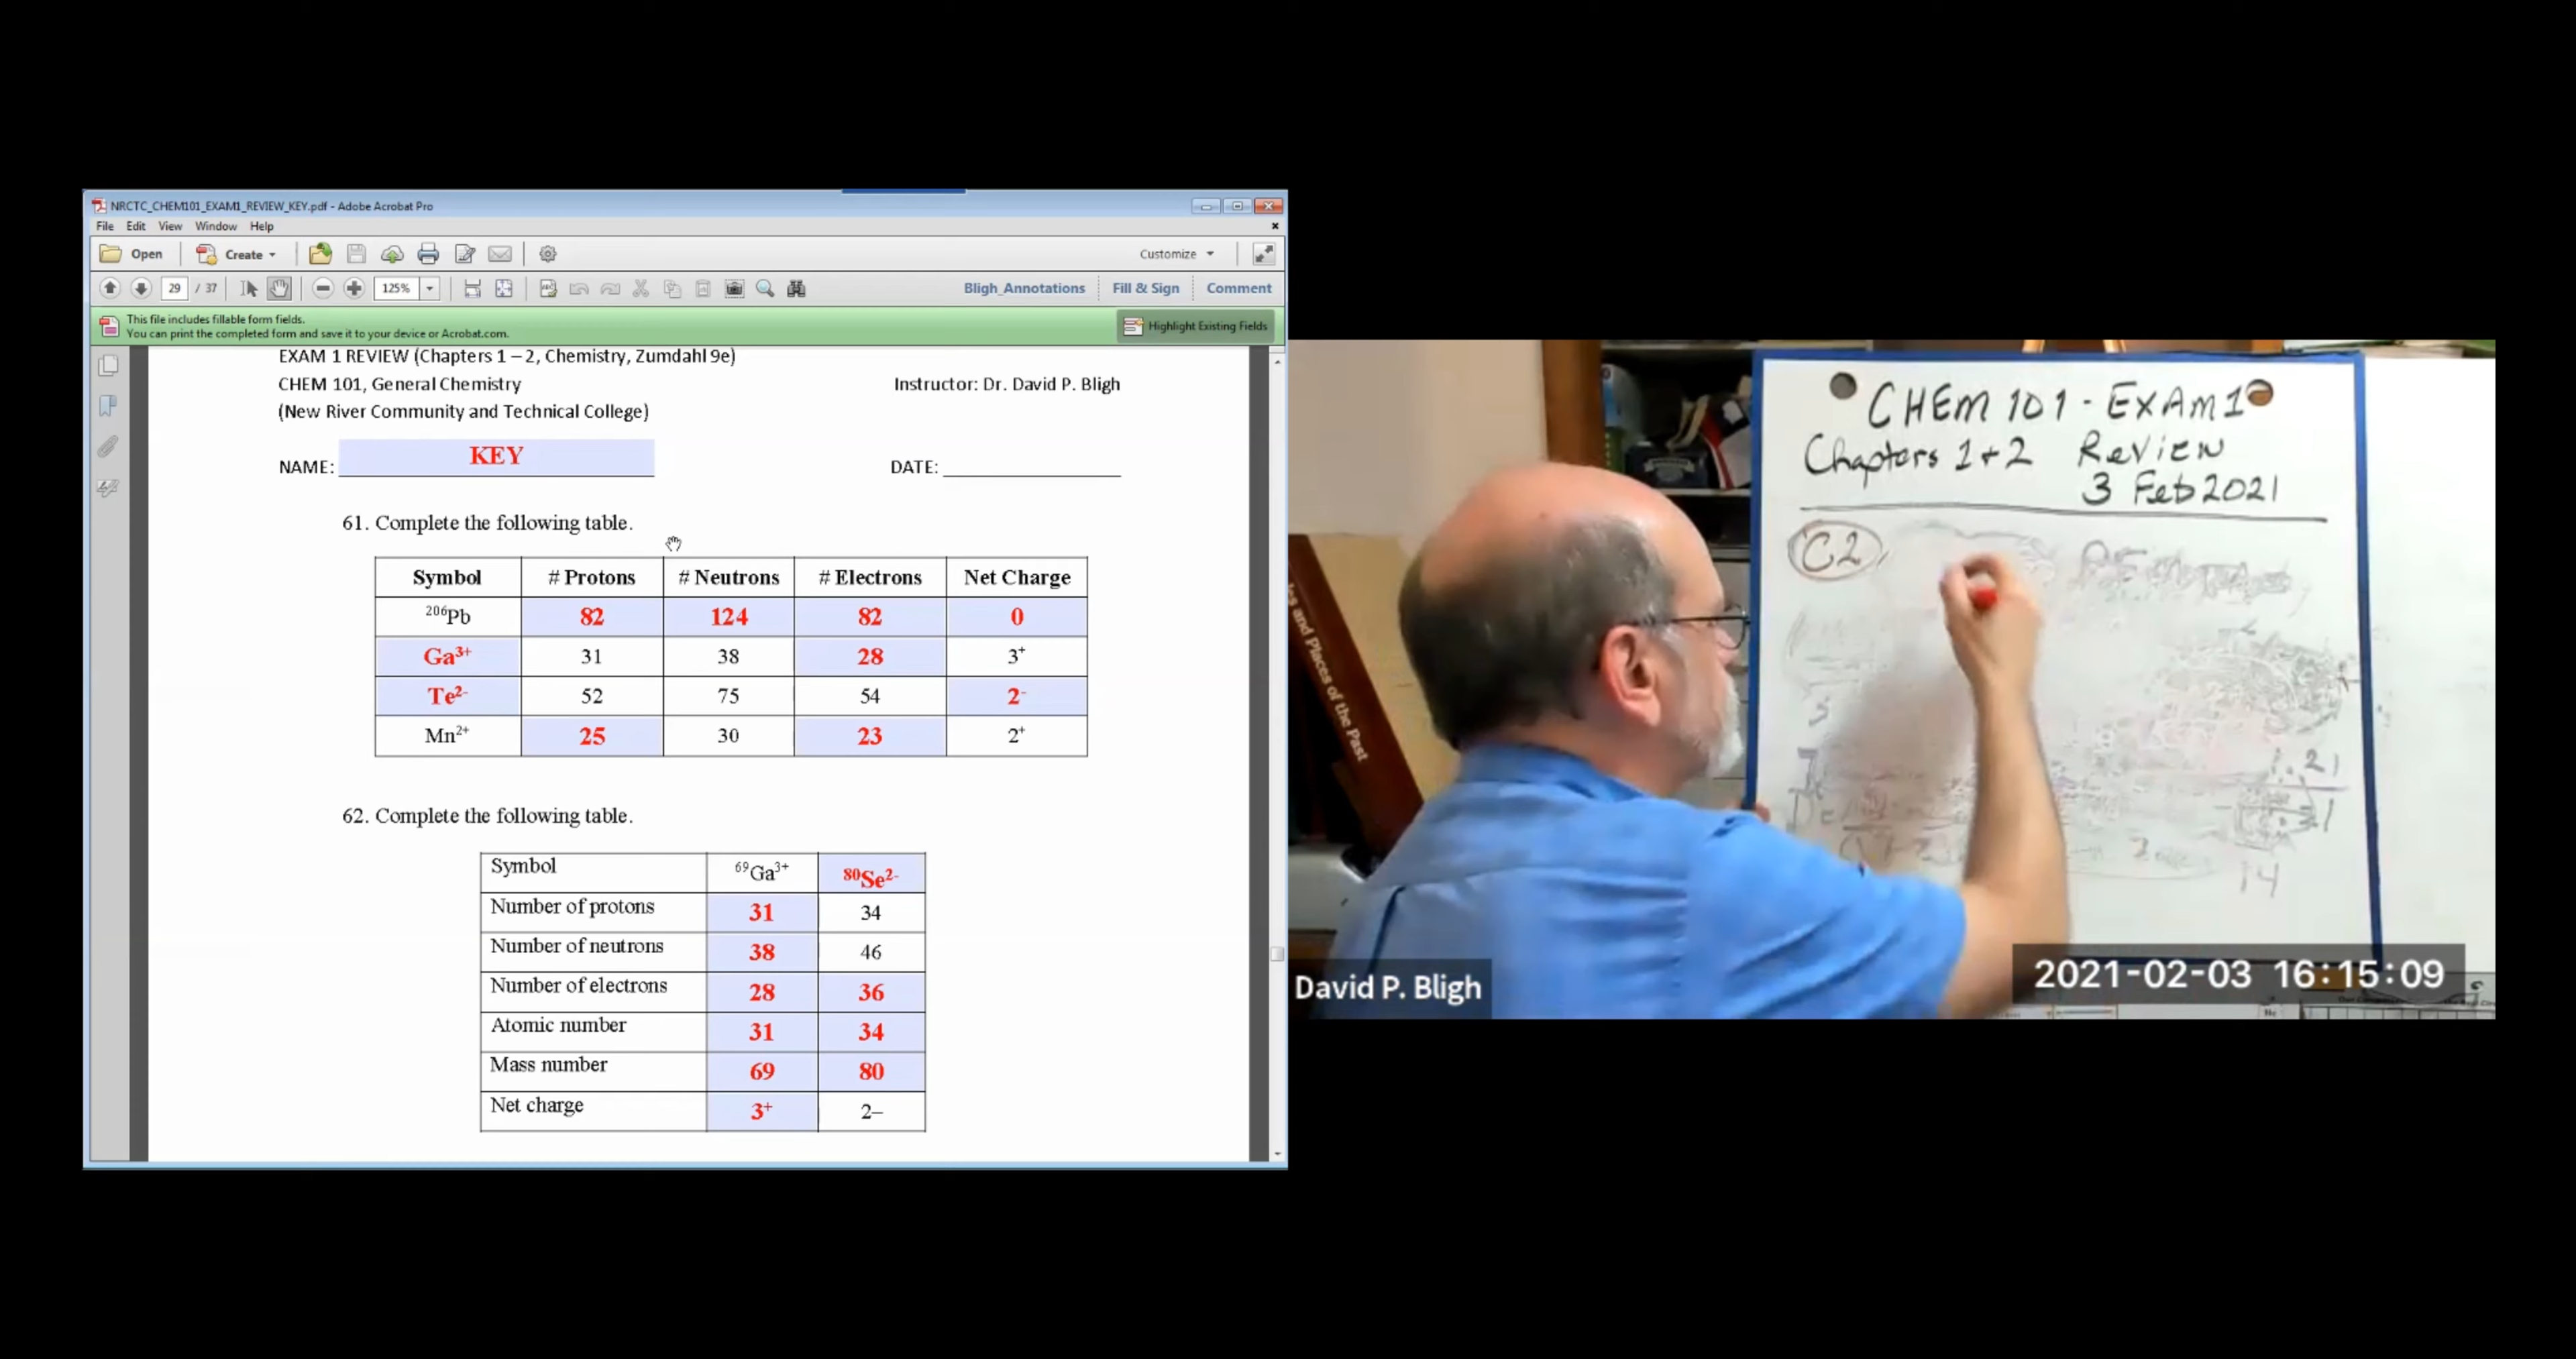 NRCTC_CHEM101_EXAM1_REVIEW_KEY.pdf - Adobe Acrobat Pro
File Edit View Window Help
Open Create Customize
29 / 37 125% Bligh_Annotations Fill & Sign Comment
This file includes fillable form fields.
You can print the completed form and save it to your device or Acrobat.com.
Highlight Existing Fields
EXAM 1 REVIEW (Chapters 1 – 2, Chemistry, Zumdahl 9e)
CHEM 101, General Chemistry Instructor: Dr. David P. Bligh
(New River Community and Technical College)
NAME: KEY DATE:
61. Complete the following table.
Symbol # Protons # Neutrons # Electrons Net Charge
²⁰⁶Pb 82 124 82 0
Ga³⁺ 31 38 28 3⁺
Te²⁻ 52 75 54 2⁻
Mn²⁺ 25 30 23 2⁺
62. Complete the following table.
Symbol ⁶⁹Ga³⁺ ⁸⁰Se²⁻
Number of protons 31 34
Number of neutrons 38 46
Number of electrons 28 36
Atomic number 31 34
Mass number 69 80
Net charge 3⁺ 2–
CHEM 101 - EXAM 1
Chapters 1 + 2 Review
3 Feb 2021
C2
and Places of the Past
David P. Bligh
2021-02-03 16:15:09